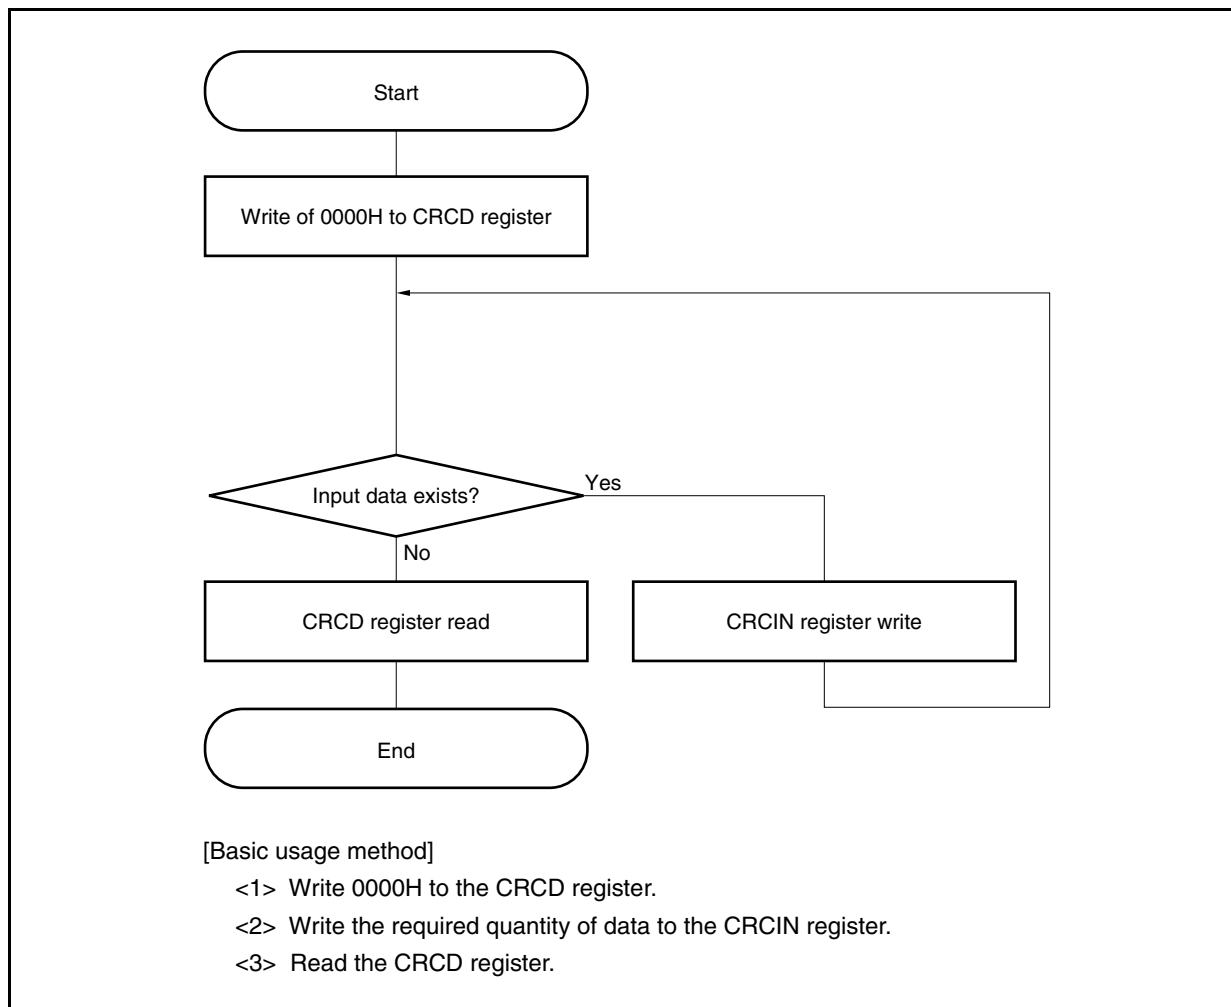 Start
Write of 0000H to CRCD register
Input data exists?
Yes
No
CRCD register read
CRCIN register write
End
[Basic usage method]
<1> Write 0000H to the CRCD register.
<2> Write the required quantity of data to the CRCIN register.
<3> Read the CRCD register.